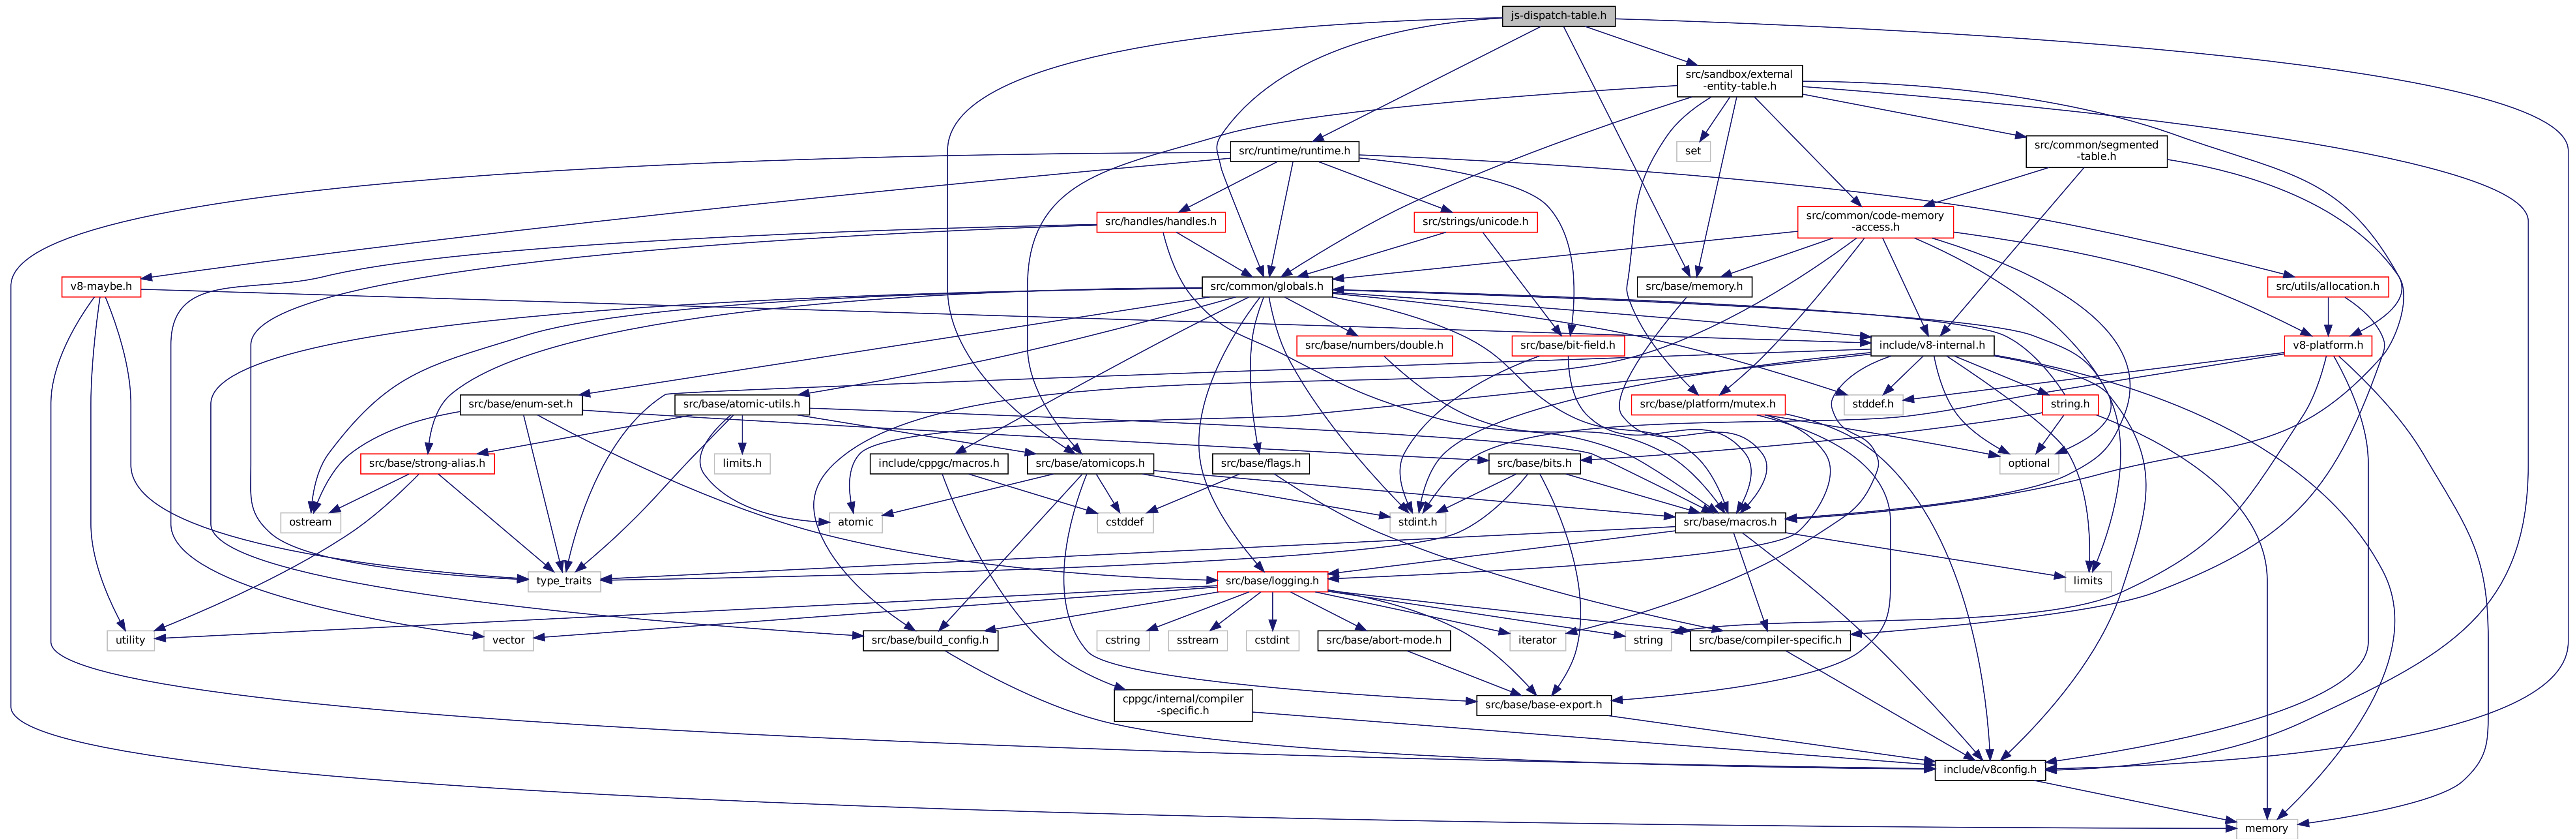 js-dispatch-table.h
src/sandbox/external
-entity-table.h
set
src/runtime/runtime.h
src/common/segmented
-table.h
src/handles/handles.h
src/strings/unicode.h
src/common/code-memory
-access.h
v8-maybe.h
src/common/globals.h
src/base/memory.h
src/utils/allocation.h
src/base/numbers/double.h
src/base/bit-field.h
include/v8-internal.h
v8-platform.h
src/base/enum-set.h
src/base/atomic-utils.h
src/base/platform/mutex.h
stddef.h
string.h
src/base/strong-alias.h
limits.h
include/cppgc/macros.h
src/base/atomicops.h
src/base/flags.h
src/base/bits.h
optional
ostream
atomic
cstddef
stdint.h
src/base/macros.h
type_traits
src/base/logging.h
limits
utility
vector
src/base/build_config.h
cstring
sstream
cstdint
src/base/abort-mode.h
iterator
string
src/base/compiler-specific.h
cppgc/internal/compiler
-specific.h
src/base/base-export.h
include/v8config.h
memory